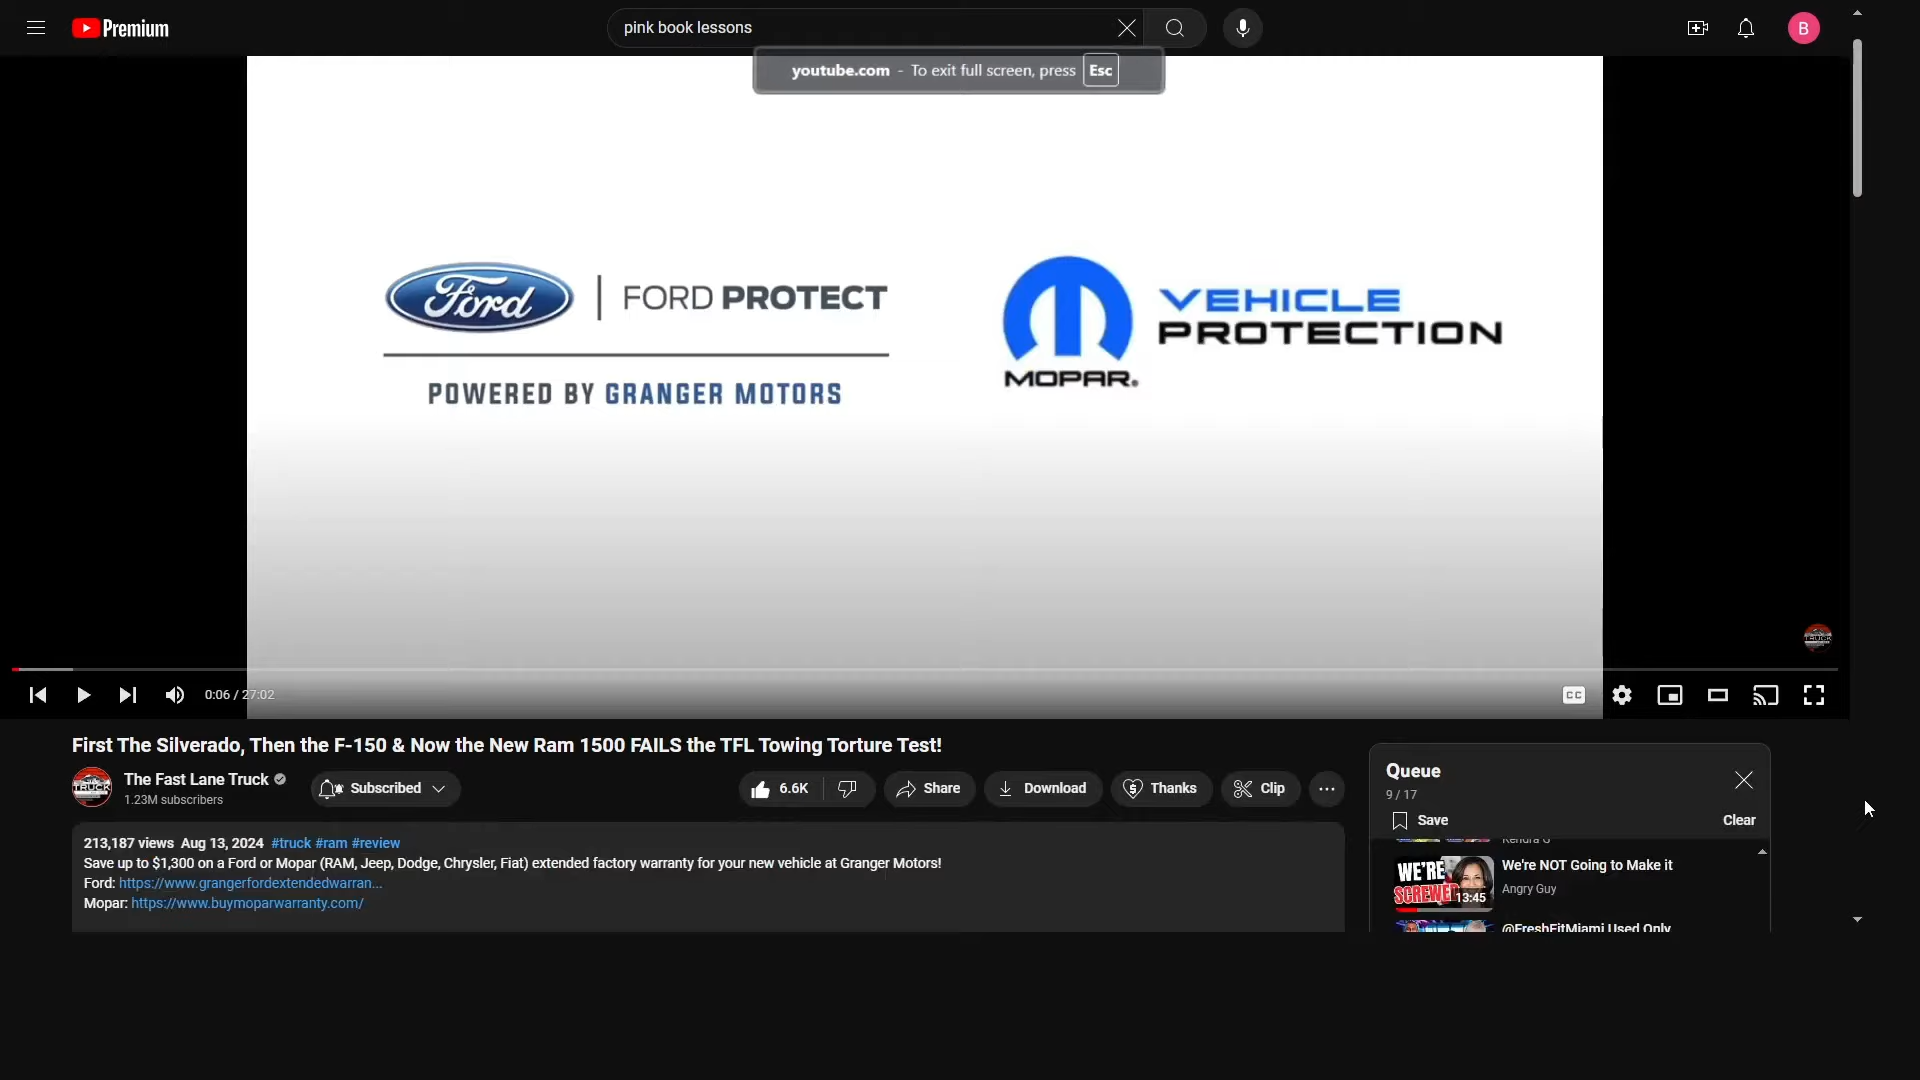 Premium
pink book lessons
B
youtube.com - To exit full screen, press Esc
Ford | FORD PROTECT
POWERED BY GRANGER MOTORS
VEHICLE
PROTECTION
MOPAR®
TRUCK
0:06 / 27:02
CC
First The Silverado, Then the F-150 & Now the New Ram 1500 FAILS the TFL Towing Torture Test!
TRUCK
The Fast Lane Truck
1.23M subscribers
Subscribed
6.6K
Share
Download
Thanks
Clip
213,187 views Aug 13, 2024 #truck #ram #review
Save up to $1,300 on a Ford or Mopar (RAM, Jeep, Dodge, Chrysler, Fiat) extended factory warranty for your new vehicle at Granger Motors!
Ford: https://www.grangerfordextendedwarran...
Mopar: https://www.buymoparwarranty.com/
Queue
9 / 17
Save
Clear
Kendra G
WE'RE
SCREWED
13:45
We're NOT Going to Make it
Angry Guy
@FreshFitMiami Used Only